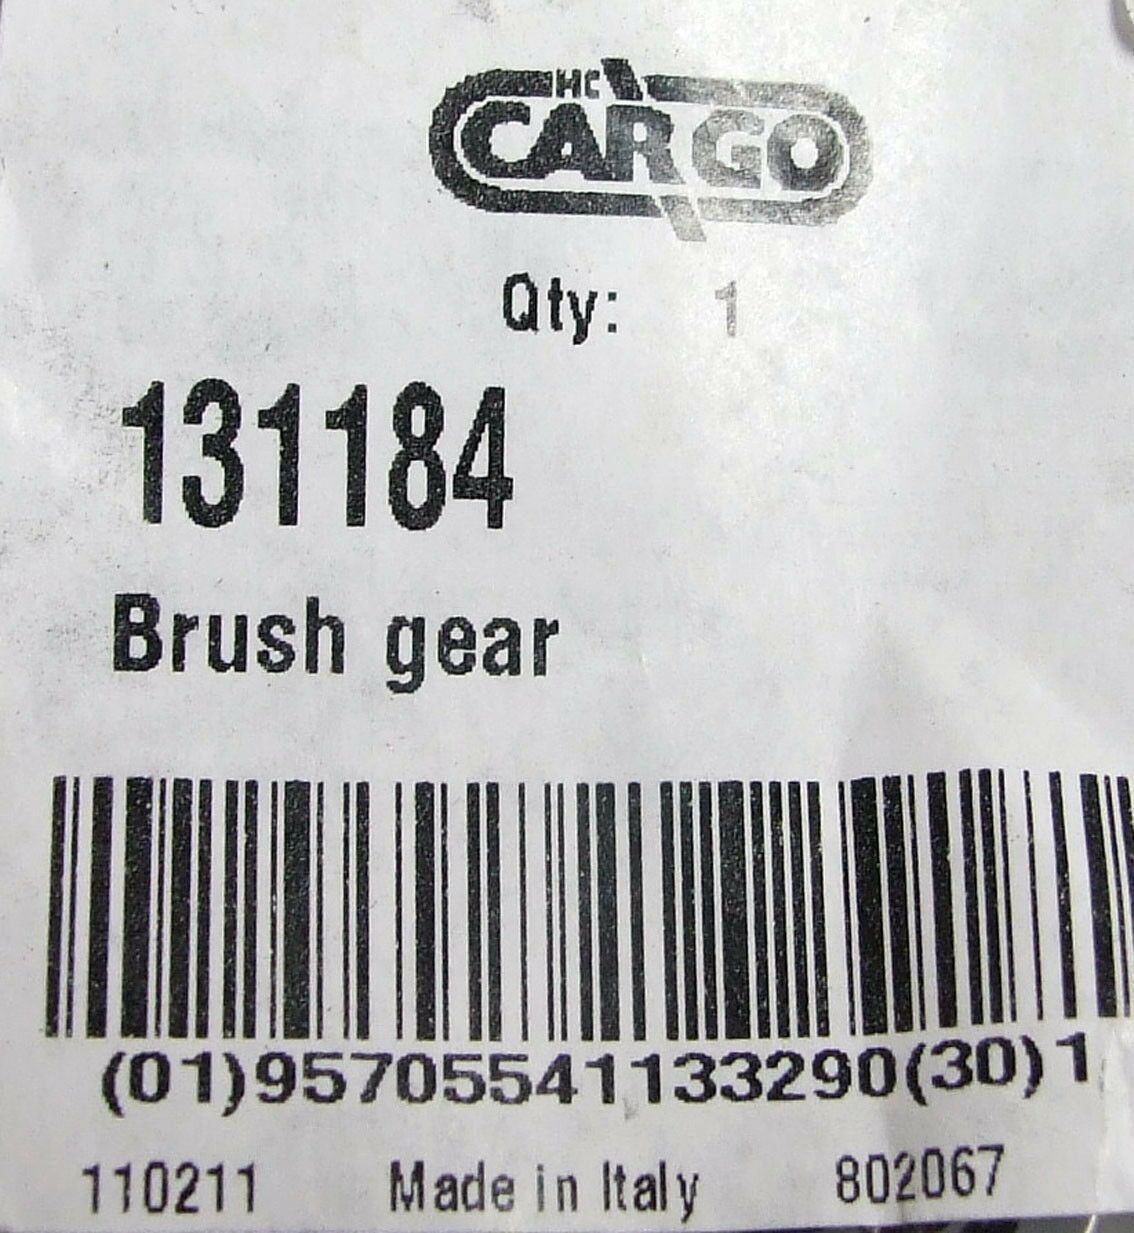 HC
CARGO
Qty: 1
131184
Brush gear
(01)95705541133290(30)1
110211 Made in Italy 802067